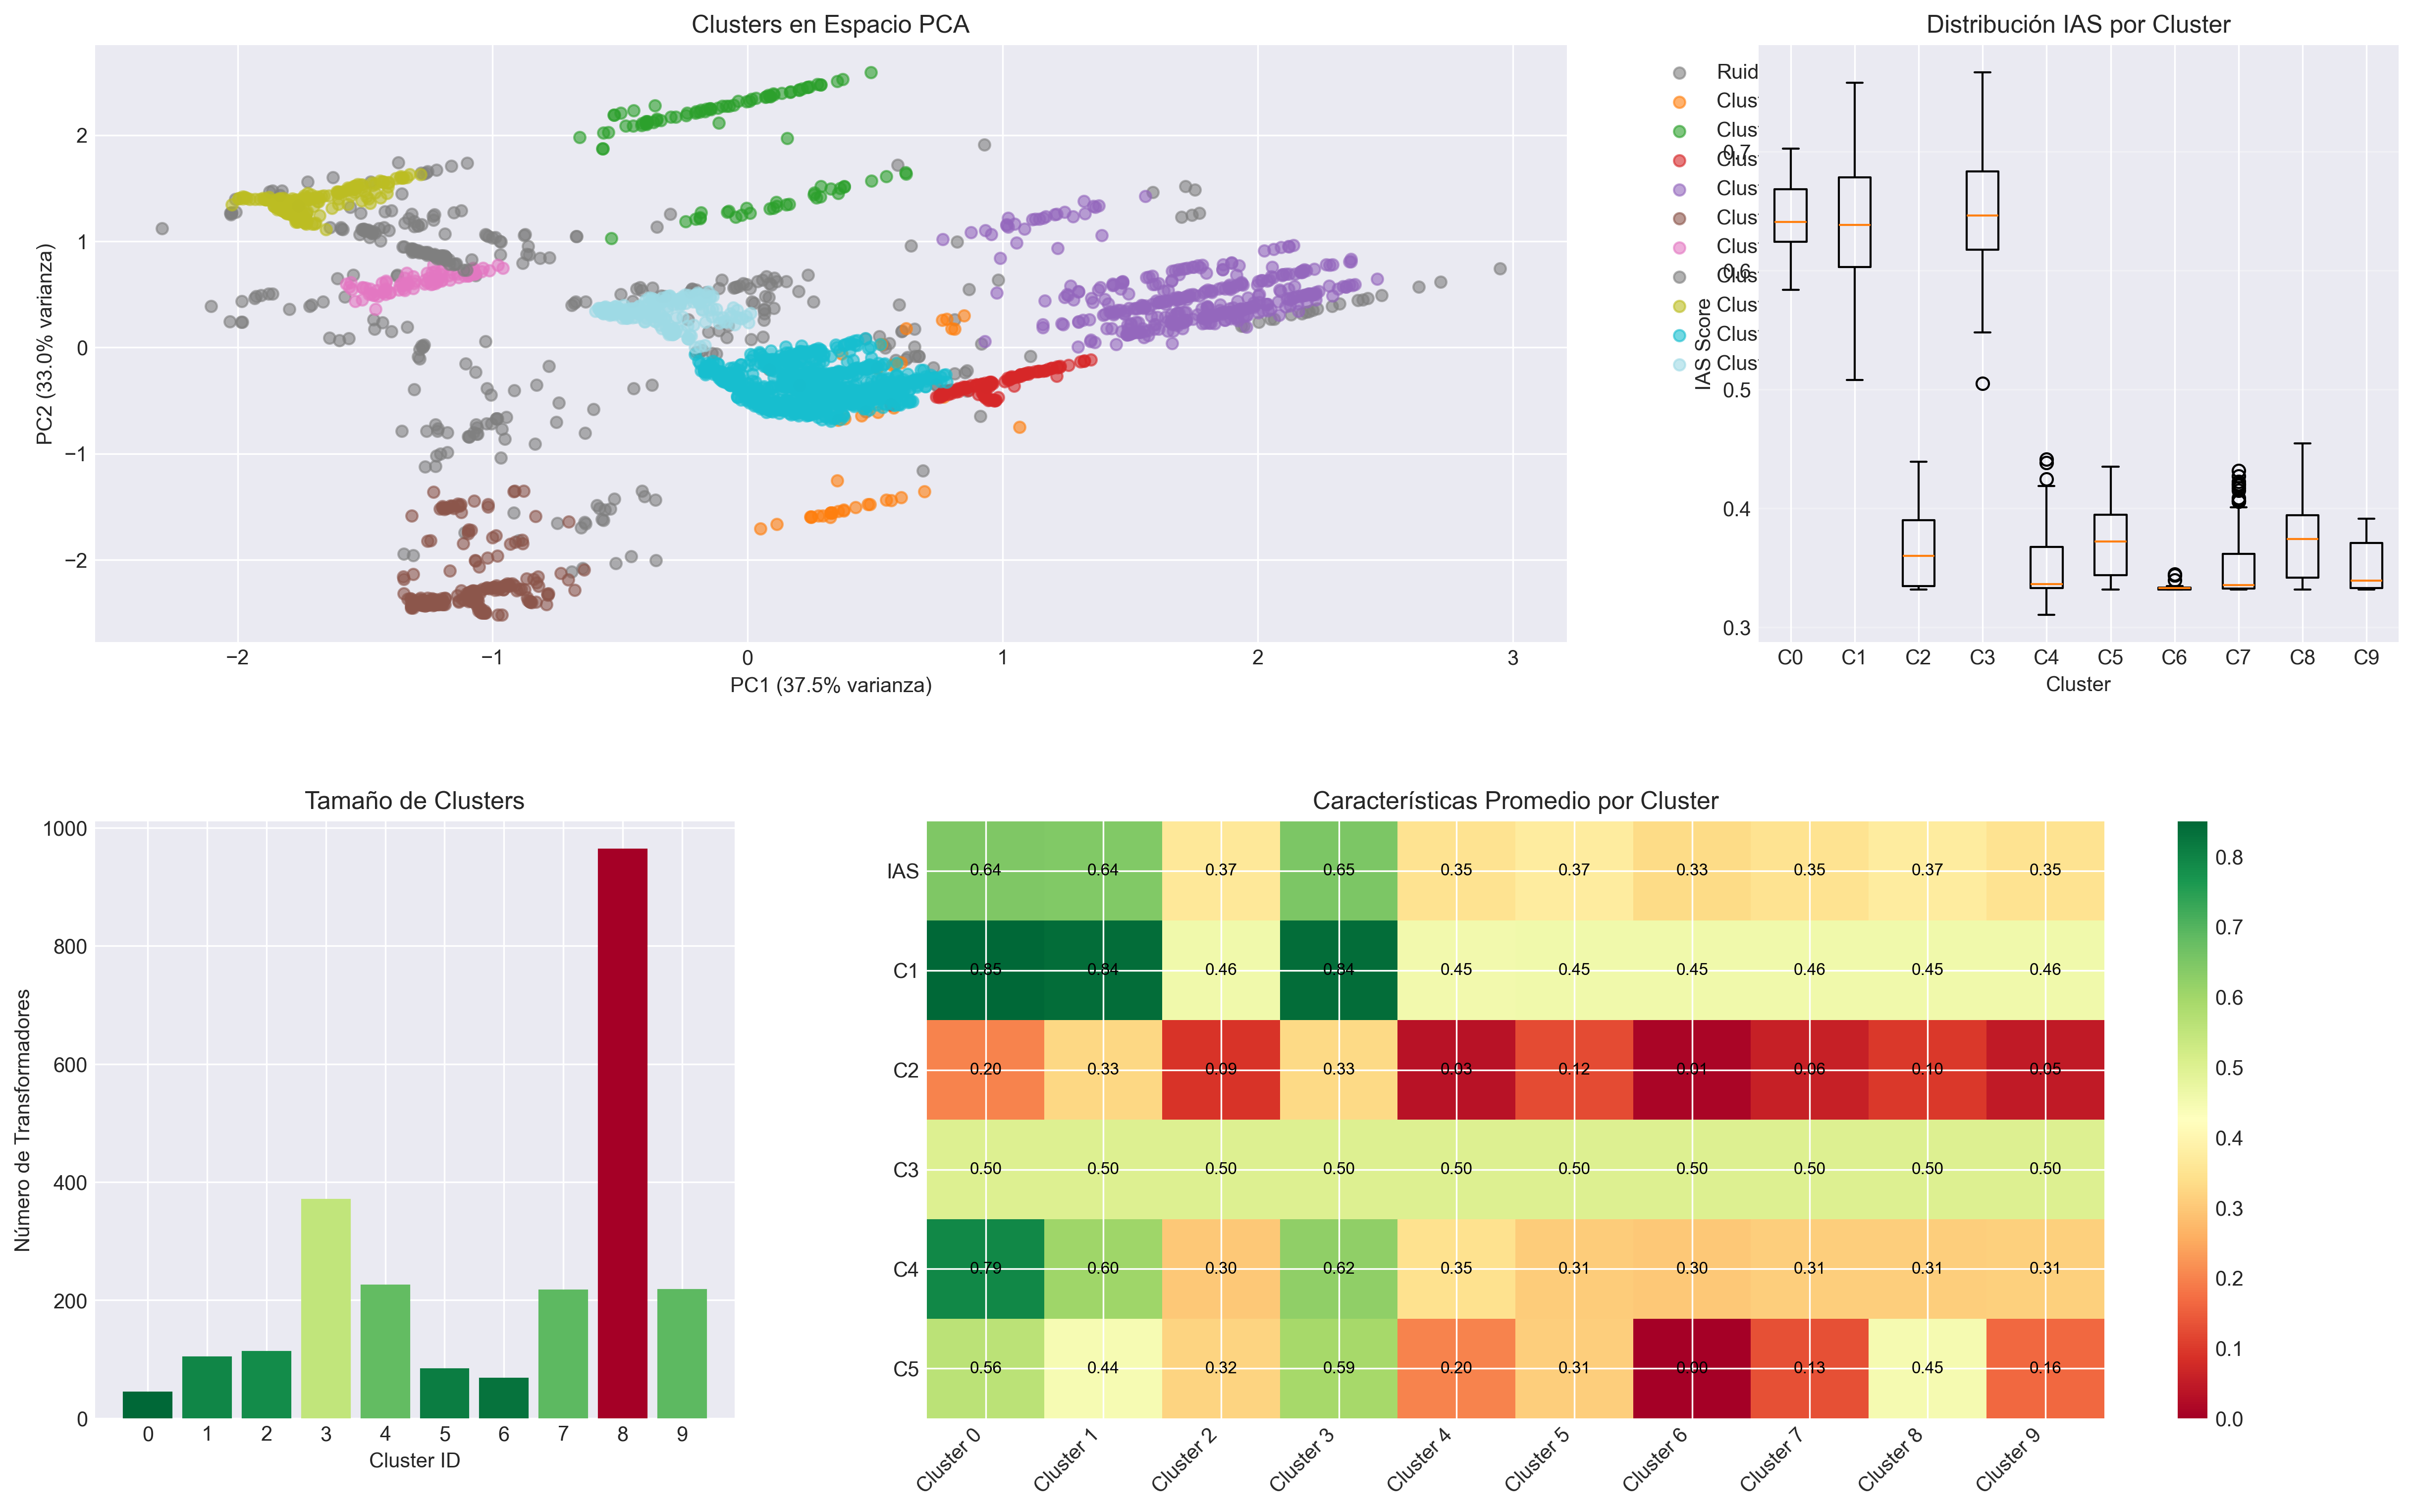 Clusters en Espacio PCA
PC2 (33.0% varianza)
2
1
0
−1
−2
−2 −1 0 1 2 3
PC1 (37.5% varianza)
Ruid
Clus
Clus
Clus
Clus
Clus
Clus
Clus
Clus
Clus
Clus
Distribución IAS por Cluster
IAS Score
0.7
0.6
0.5
0.4
0.3
C0 C1 C2 C3 C4 C5 C6 C7 C8 C9
Cluster
Tamaño de Clusters
Número de Transformadores
1000
800
600
400
200
0
0 1 2 3 4 5 6 7 8 9
Cluster ID
Características Promedio por Cluster
IAS 0.64 0.64 0.37 0.65 0.35 0.37 0.33 0.35 0.37 0.35
C1 0.85 0.84 0.46 0.84 0.45 0.45 0.45 0.46 0.45 0.46
C2 0.20 0.33 0.09 0.33 0.03 0.12 0.01 0.06 0.10 0.05
C3 0.50 0.50 0.50 0.50 0.50 0.50 0.50 0.50 0.50 0.50
C4 0.79 0.60 0.30 0.62 0.35 0.31 0.30 0.31 0.31 0.31
C5 0.56 0.44 0.32 0.59 0.20 0.31 0.00 0.13 0.45 0.16
Cluster 0 Cluster 1 Cluster 2 Cluster 3 Cluster 4 Cluster 5 Cluster 6 Cluster 7 Cluster 8 Cluster 9
0.8
0.7
0.6
0.5
0.4
0.3
0.2
0.1
0.0